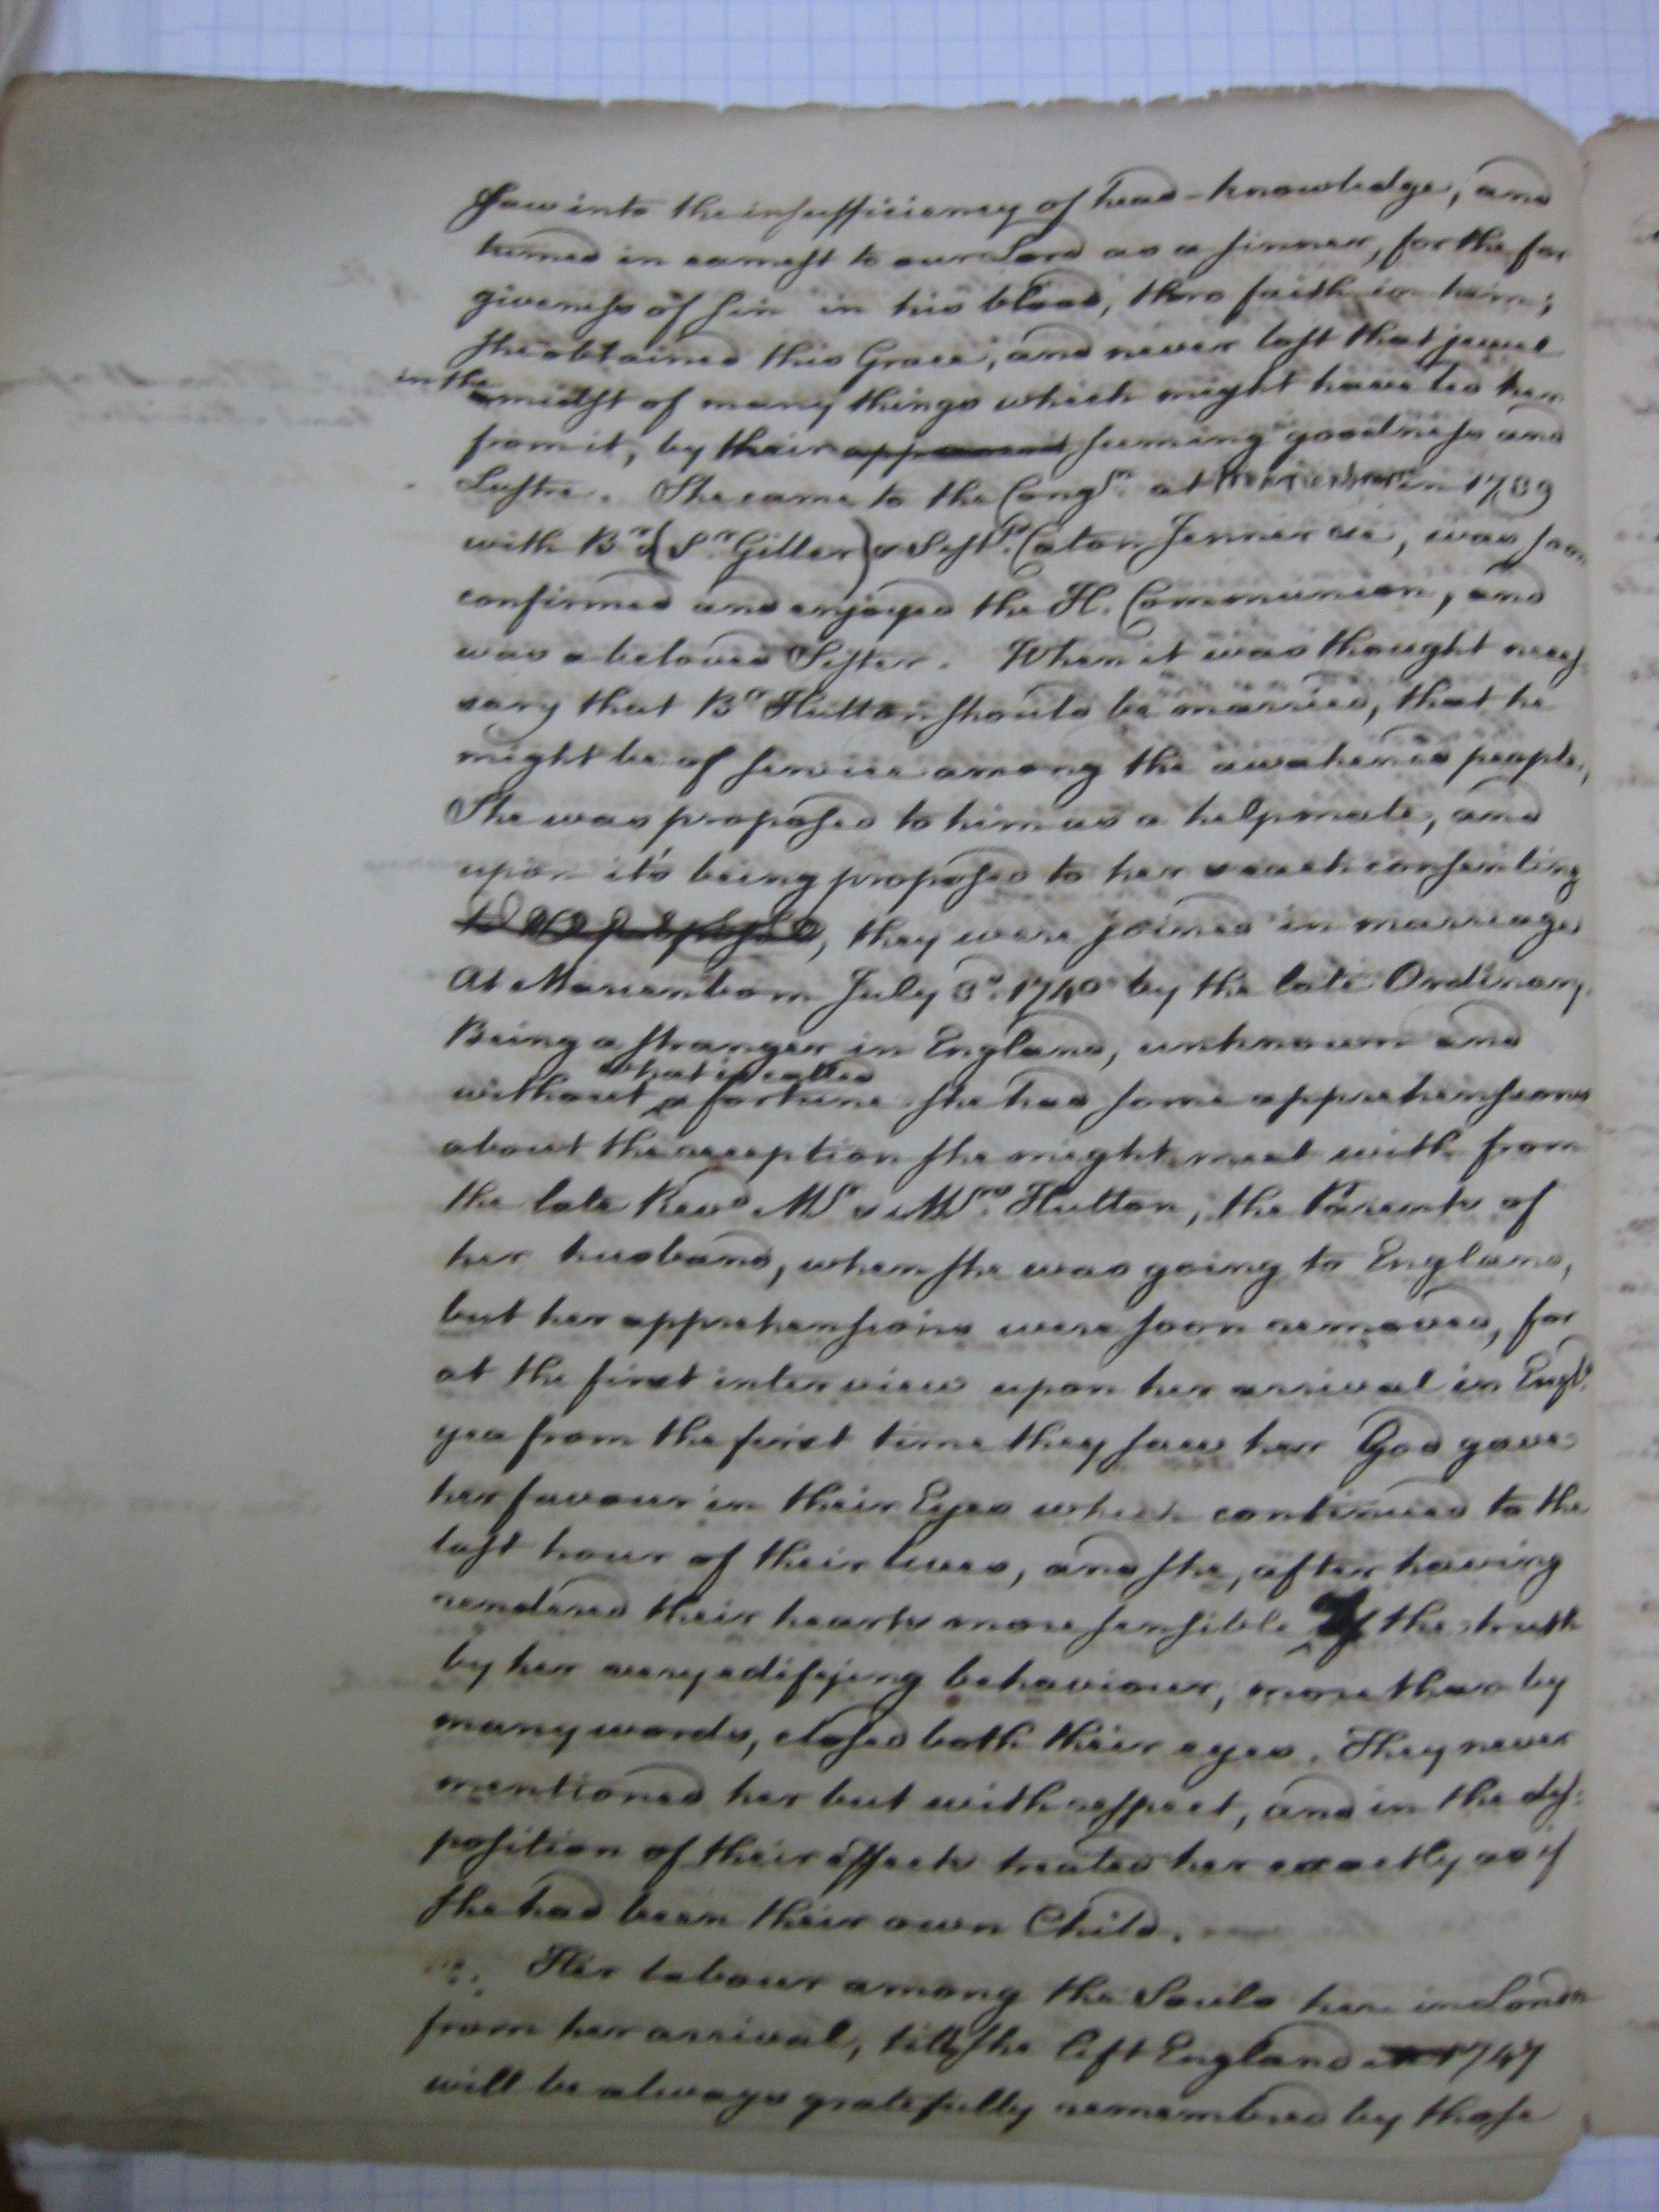 saw into the insufficiency of head-knowledge, and
turned in earnest to our Lord as a sinner, for the for
giveness of sin in his blood, thro faith in him;
she obtained this Grace, and never lost that jewel
in the amidst of many things which might have led her
from it, by their apparent seeming goodness and
Lustre. She came to the Congn. at in 1739
with Br. (Sr. Giller) & Sistr. Caton Jenner &c, was soon
confirmed and enjoyed the H. Communion, and
was a beloved Sister. When it was thought neces
sary that Br. Hutton should be married, that he
might be of service among the awakened people,
She was proposed to him as a helpmate, and
upon it's being proposed to her & each consenting
, they were joined in marriage
At Marienborn July 3d. 1740 by the late Ordinary.
Being a stranger in England, unknown and
what is called
without a fortune she had some apprehensions
about the reception she might meet with from
the late Revd Mr & Mrs. Hutton, the Parents of
her husband, when she was going to England,
but her apprehensions were soon removed, for
at the first interview upon her arrival in Engld.
yea from the first time they saw her God gave
her favour in their Eyes which continued to the
last hour of their lives, and she, after having
rendered their hearts more sensible of the truth
by her very edifying behaviour, more than by
many words, closed both their eyes. They never
mentioned her but with respect, and in the dis:
position of their effects treated her exactly as if
she had been their own Child.
Her labour among the Souls here in London
from her arrival, till she left England in 1747
will be always gratefully remembred by those